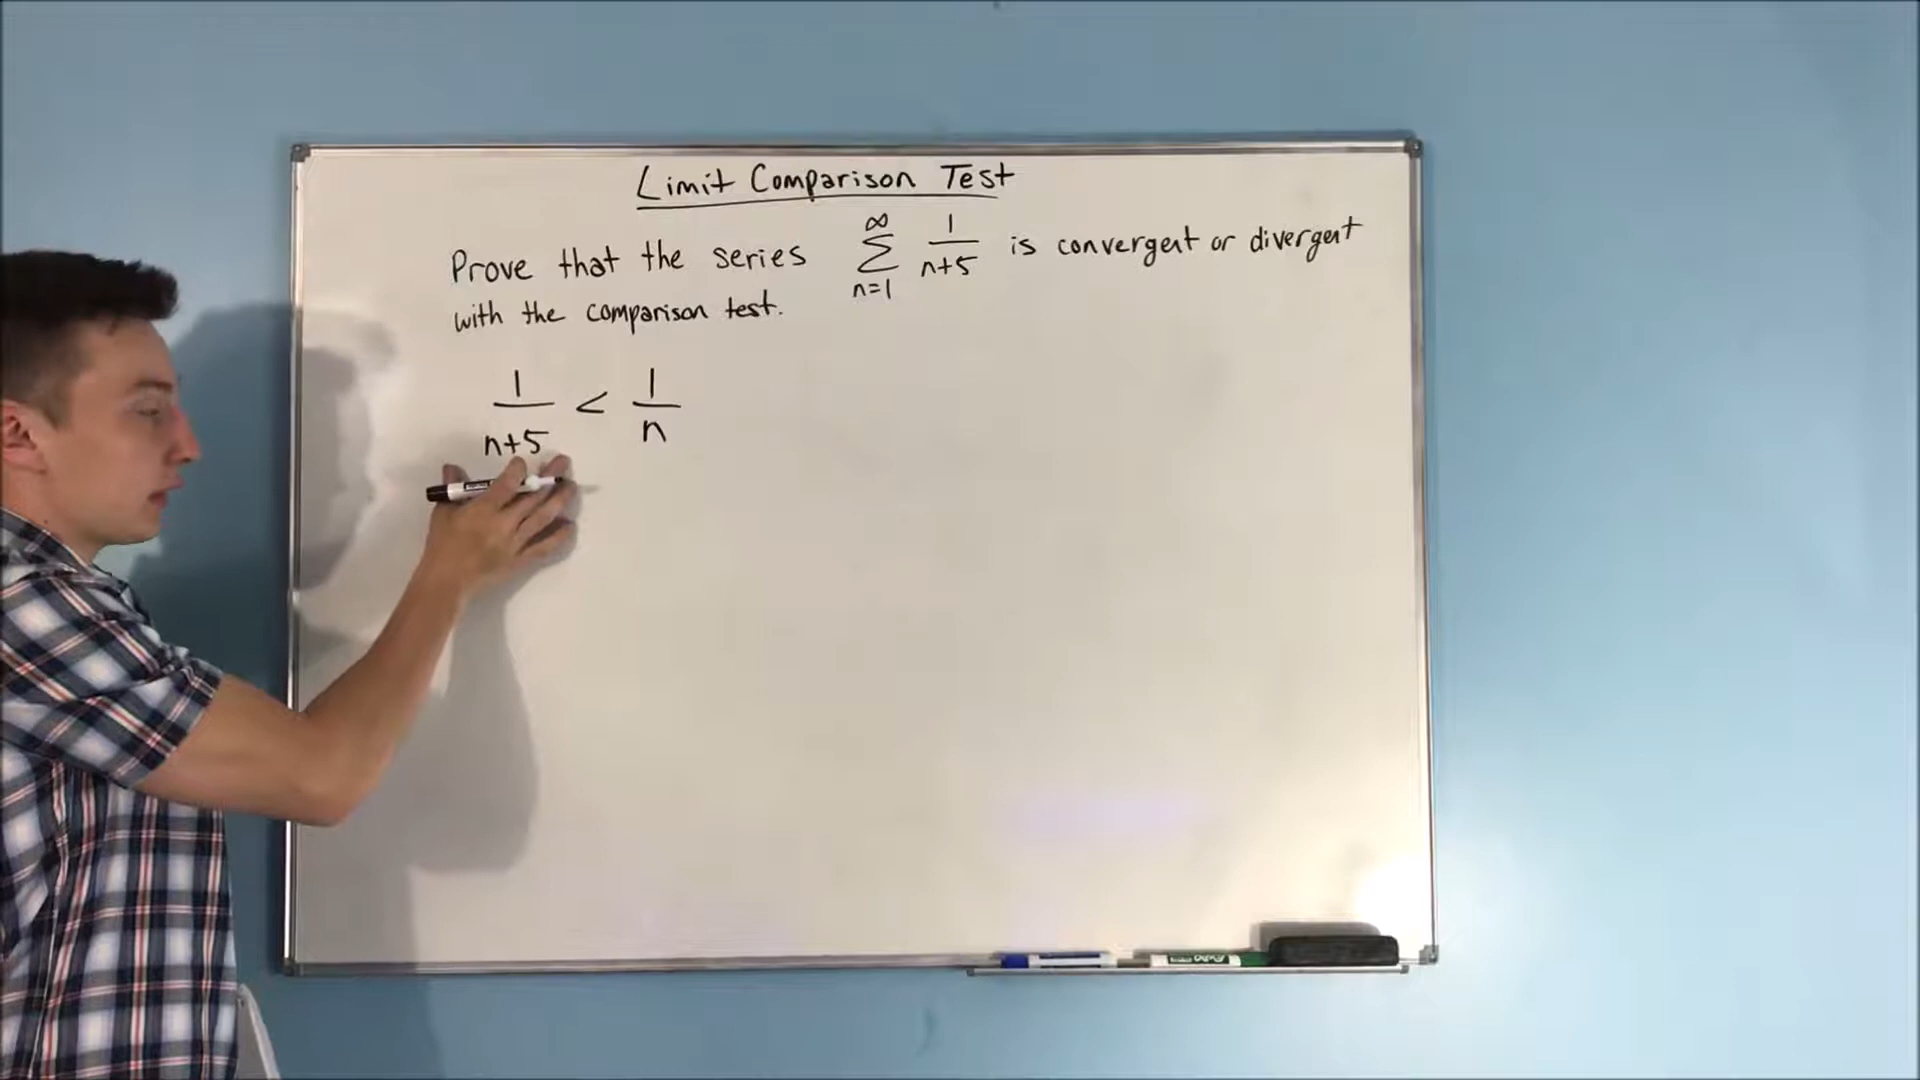 Limit Comparison Test
Prove that the series ∞ Σ n=1 1/(n+5) is convergent or divergent
with the comparison test.
1/(n+5) < 1/n
EXPO